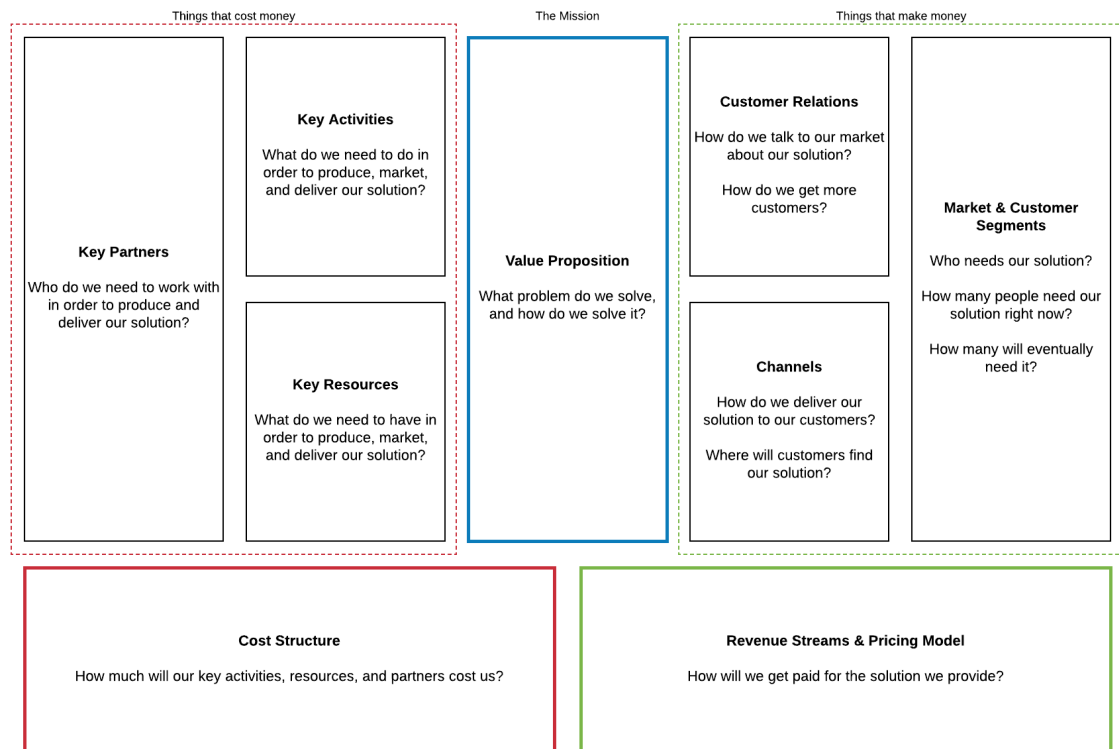 Things that cost money
The Mission
Things that make money
Key Partners
Who do we need to work with
in order to produce and
deliver our solution?
Key Activities
What do we need to do in
order to produce, market,
and deliver our solution?
Key Resources
What do we need to have in
order to produce, market,
and deliver our solution?
Value Proposition
What problem do we solve,
and how do we solve it?
Customer Relations
How do we talk to our market
about our solution?
How do we get more
customers?
Channels
How do we deliver our
solution to our customers?
Where will customers find
our solution?
Market & Customer
Segments
Who needs our solution?
How many people need our
solution right now?
How many will eventually
need it?
Cost Structure
How much will our key activities, resources, and partners cost us?
Revenue Streams & Pricing Model
How will we get paid for the solution we provide?